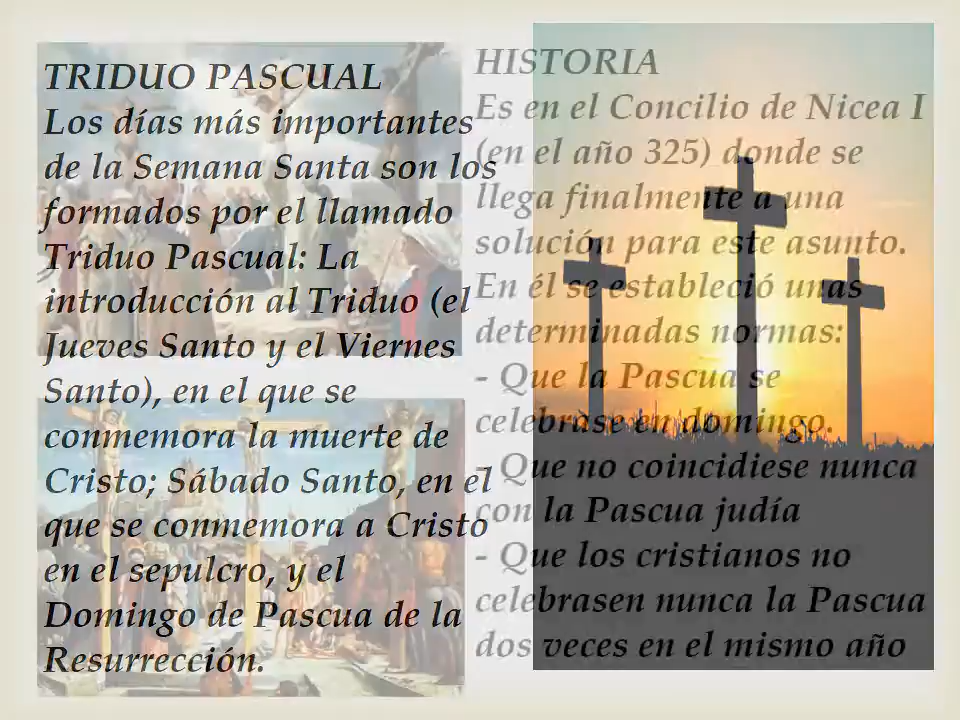 TRIDUO PASCUAL
Los días más importantes
de la Semana Santa son los
formados por el llamado
Triduo Pascual: La
introducción al Triduo (el
Jueves Santo y el Viernes
Santo), en el que se
conmemora la muerte de
Cristo; Sábado Santo, en el
que se conmemora a Cristo
en el sepulcro, y el
Domingo de Pascua de la
Resurrección.
HISTORIA
Es en el Concilio de Nicea I
(en el año 325) donde se
llega finalmente a una
solución para este asunto.
En él se estableció unas
determinadas normas:
- Que la Pascua se
celebrase en domingo.
- Que no coincidiese nunca
con la Pascua judía
- Que los cristianos no
celebrasen nunca la Pascua
dos veces en el mismo año